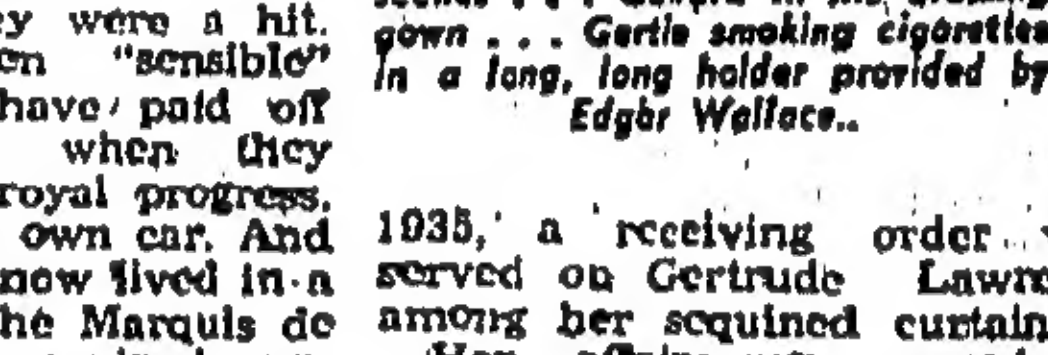 y were a hit.
en "sensible"
have paid off
when they
royal progress,
own car. And
now lived in a
he Marquis de
gown . . . Gertie smoking cigarettes
in a long, long holder provided by
Edgar Wallace..
1935, a receiving order
served on Gertrude Lawre
among her sequined curtain